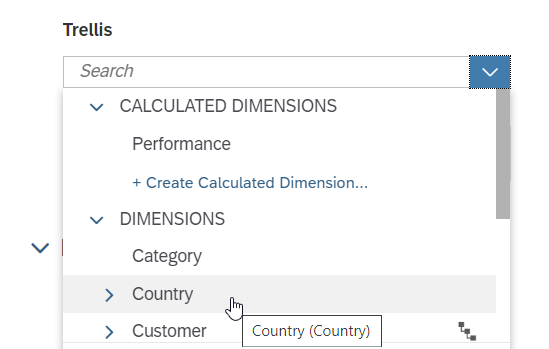 Trellis
Search
CALCULATED DIMENSIONS
Performance
+ Create Calculated Dimension...
DIMENSIONS
Category
Country
Customer
Country (Country)